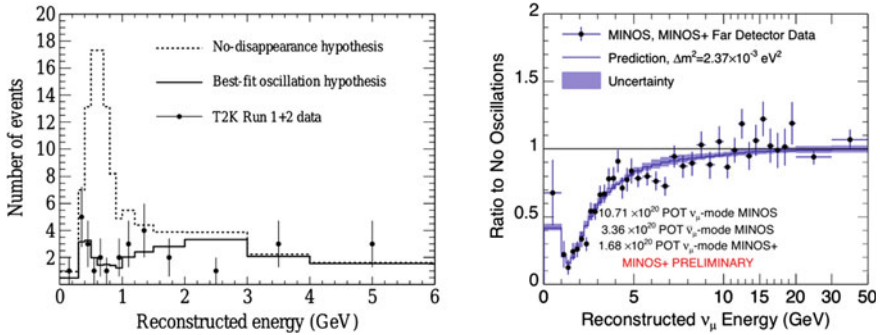 No-disappearance hypothesis
Best-fit oscillation hypothesis
T2K Run 1+2 data
Number of events
18
16
14
12
10
8
6
4
2
0
0 1 2 3 4 5 6
Reconstructed energy (GeV)
MINOS, MINOS+ Far Detector Data
Prediction, Δm²=2.37×10⁻³ eV²
Uncertainty
Ratio to No Oscillations
2
1.5
1
0.5
0
10.71 ×10²⁰ POT νμ-mode MINOS
3.36 ×10²⁰ POT ν̄μ-mode MINOS
1.68 ×10²⁰ POT νμ-mode MINOS+
MINOS+ PRELIMINARY
0 5 10 15 20 30 40 50
Reconstructed νμ Energy (GeV)